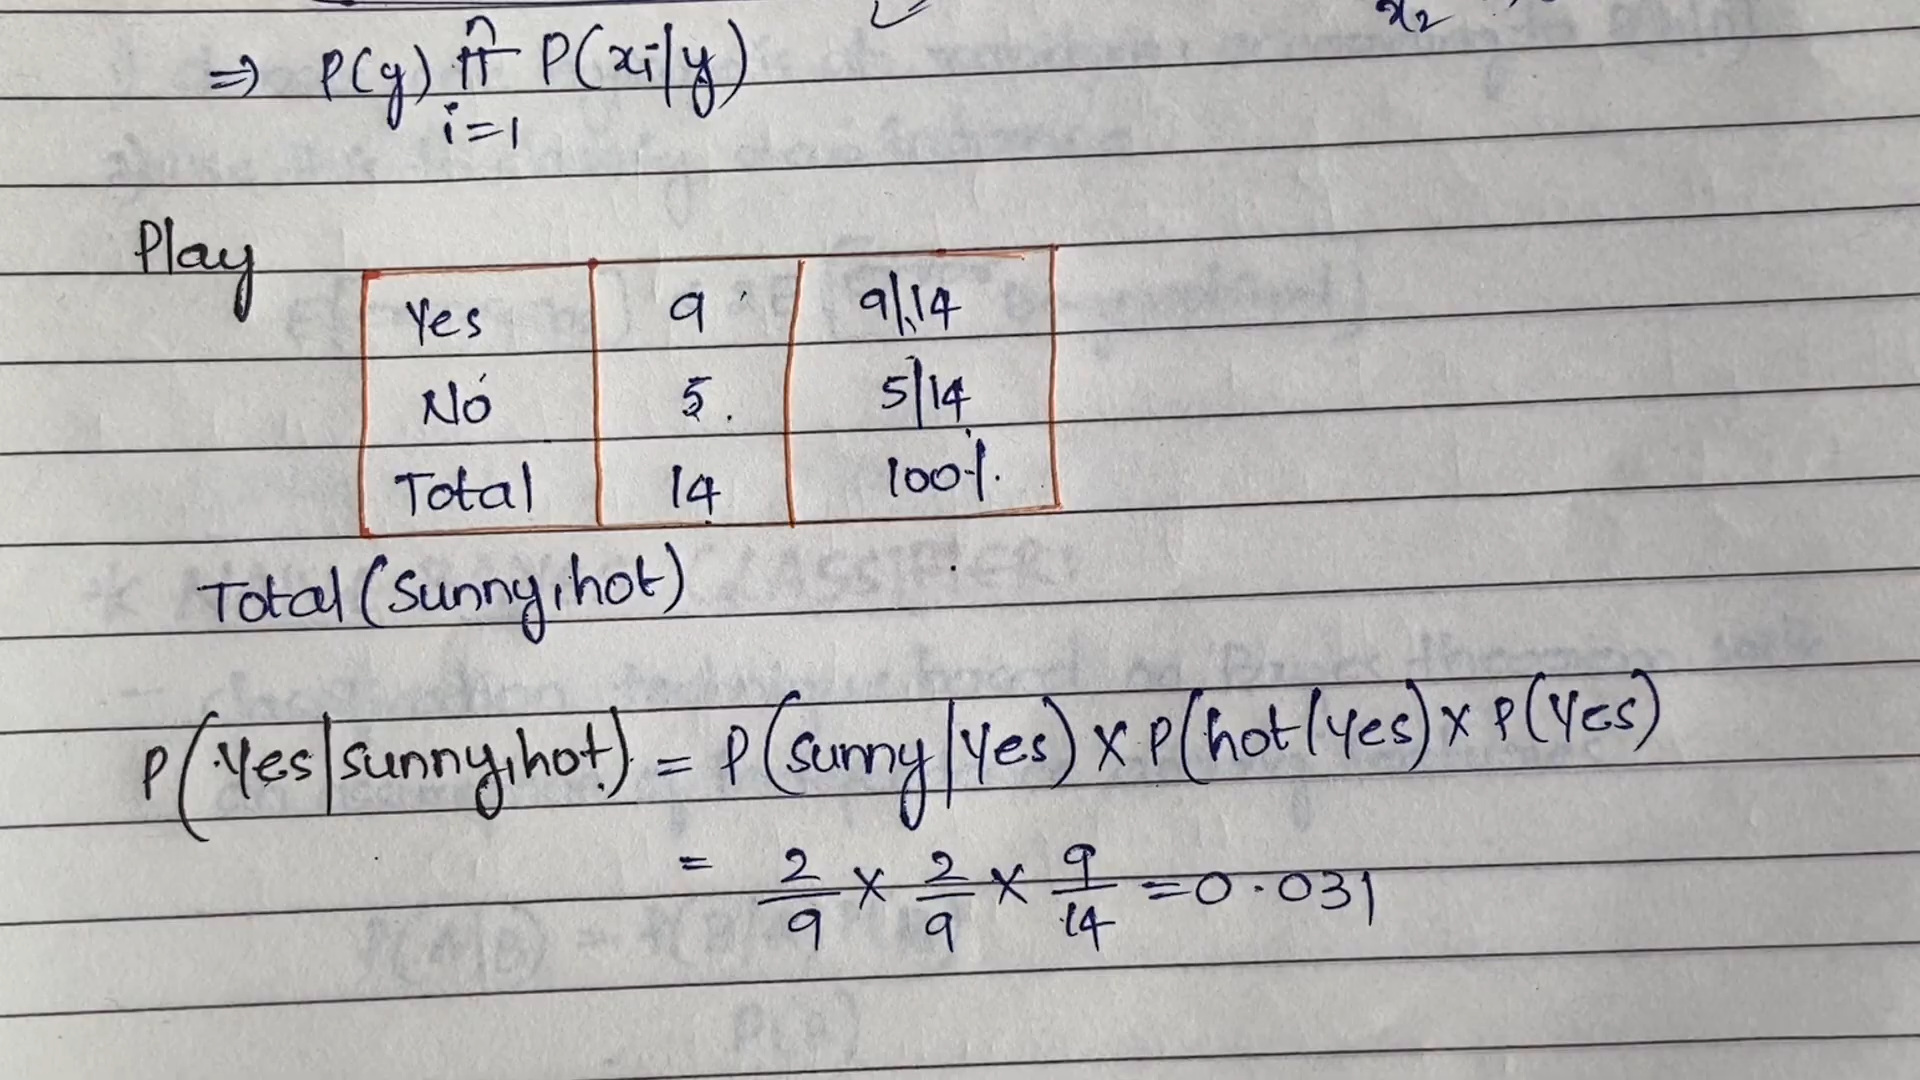 x₂
n
⇒ P(y) π P(xi/y)
i=1
Play
Yes 9 9/14
No 5 5/14
Total 14 100%
Total (sunny, hot)
P(Yes|sunny, hot) = P(sunny/Yes) X P(hot/Yes) X P(Yes)
= 2/9 X 2/9 X 9/14 = 0.031